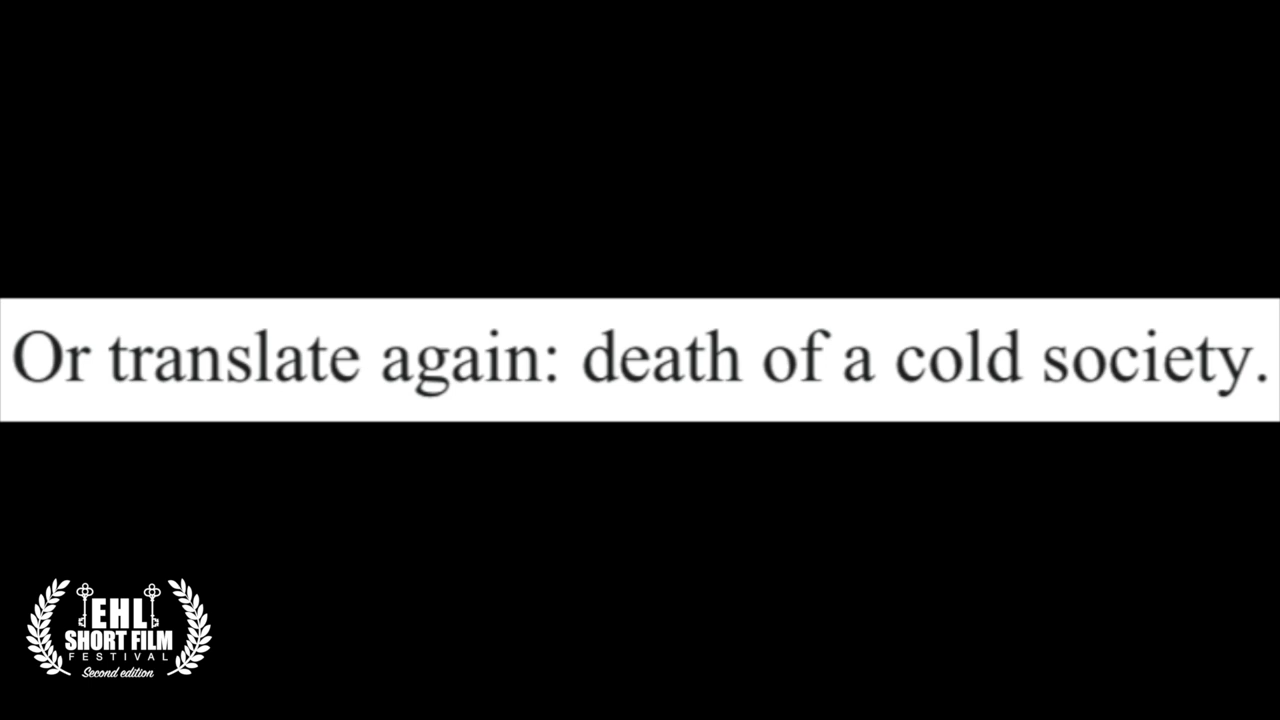 Or translate again: death of a cold society.
EHL
SHORT FILM
FESTIVAL
Second edition